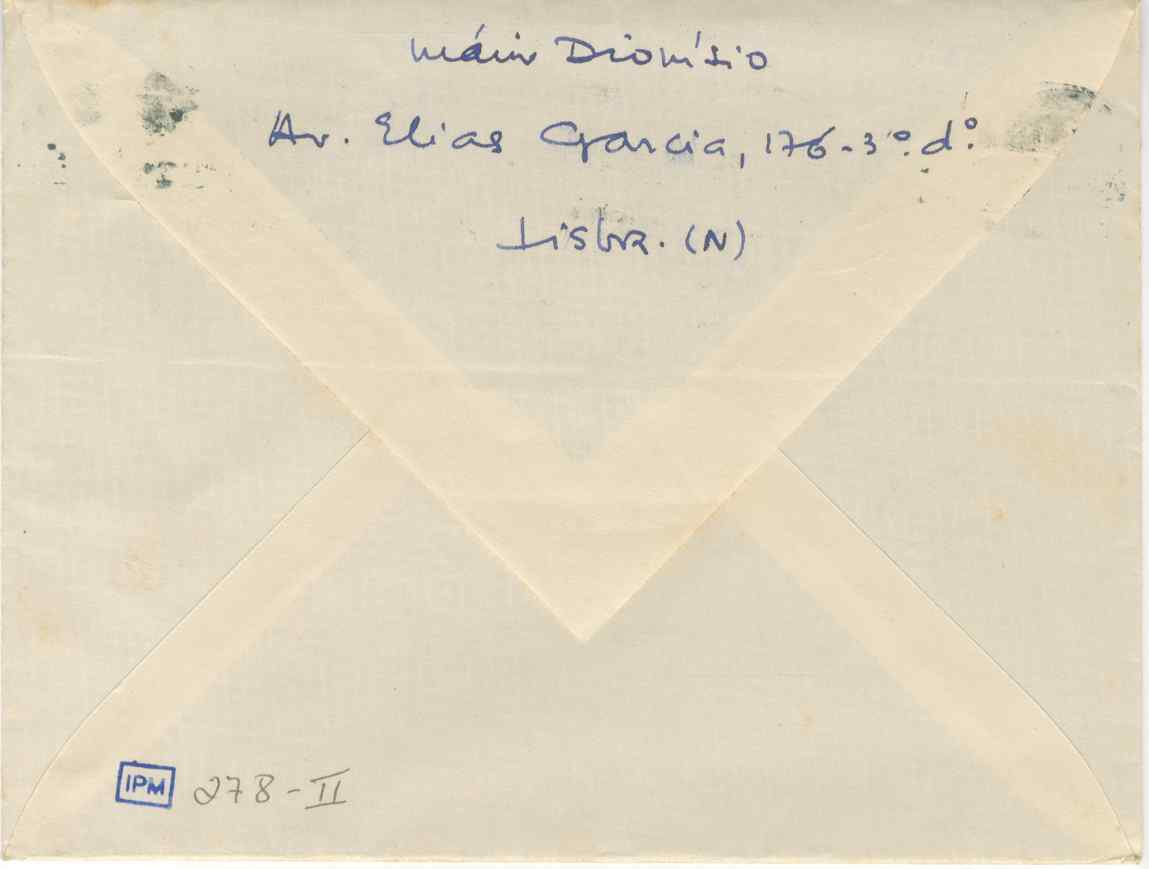 Mário Dionísio
Av. Elias Garcia, 176-3º.dº.
Lisboa. (N)
IPM 278-II